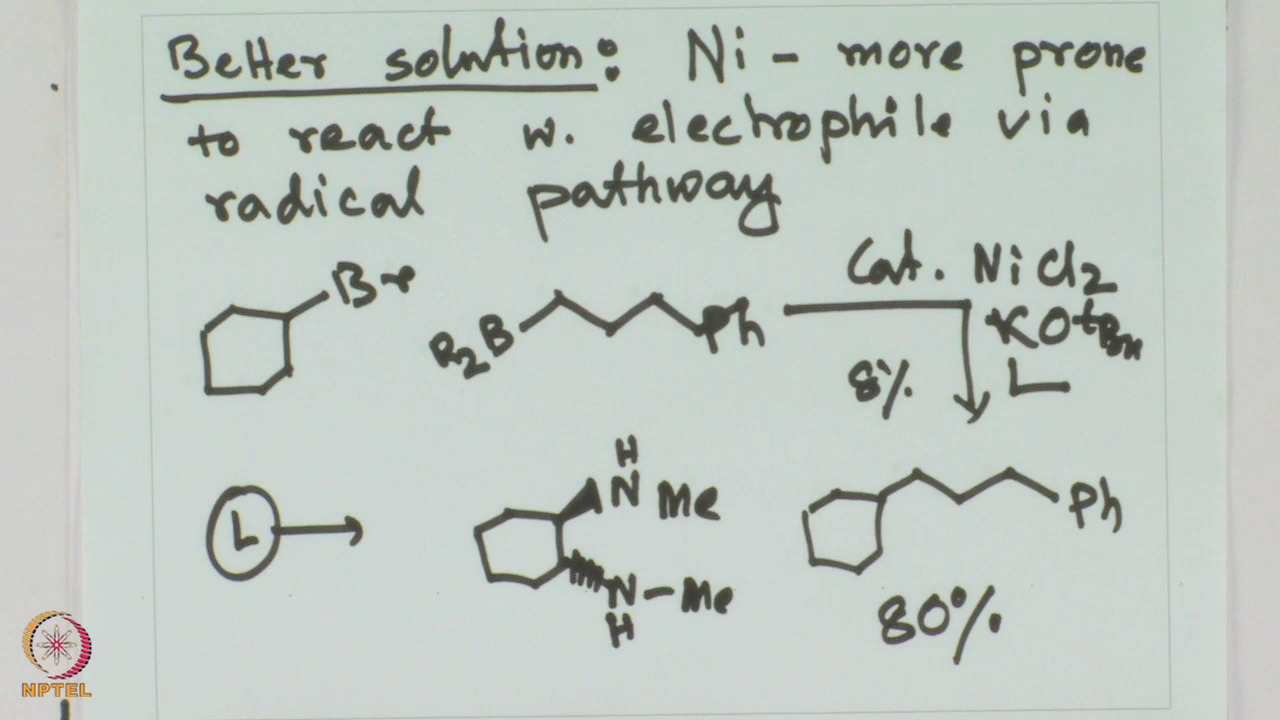 Better solution: Ni - more prone
to react w. electrophile via
radical pathway
Cat. NiCl2
Br
R2B
Ph
KOtBu
8%
L
H
N Me
L
Ph
N-Me
H
80%
NPTEL